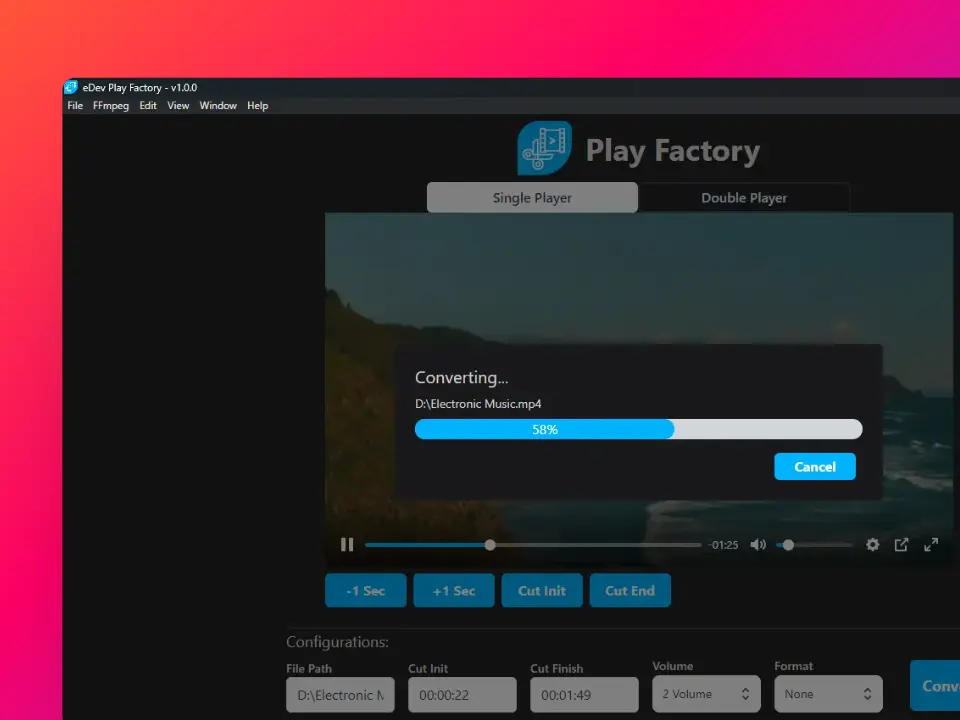 eDev Play Factory - v1.0.0
File FFmpeg Edit View Window Help
Play Factory
Single Player Double Player
Converting...
D:\Electronic Music.mp4
58%
Cancel
-01:25
-1 Sec +1 Sec Cut Init Cut End
Configurations:
File Path Cut Init Cut Finish Volume Format
D:\Electronic M 00:00:22 00:01:49 2 Volume None Conve